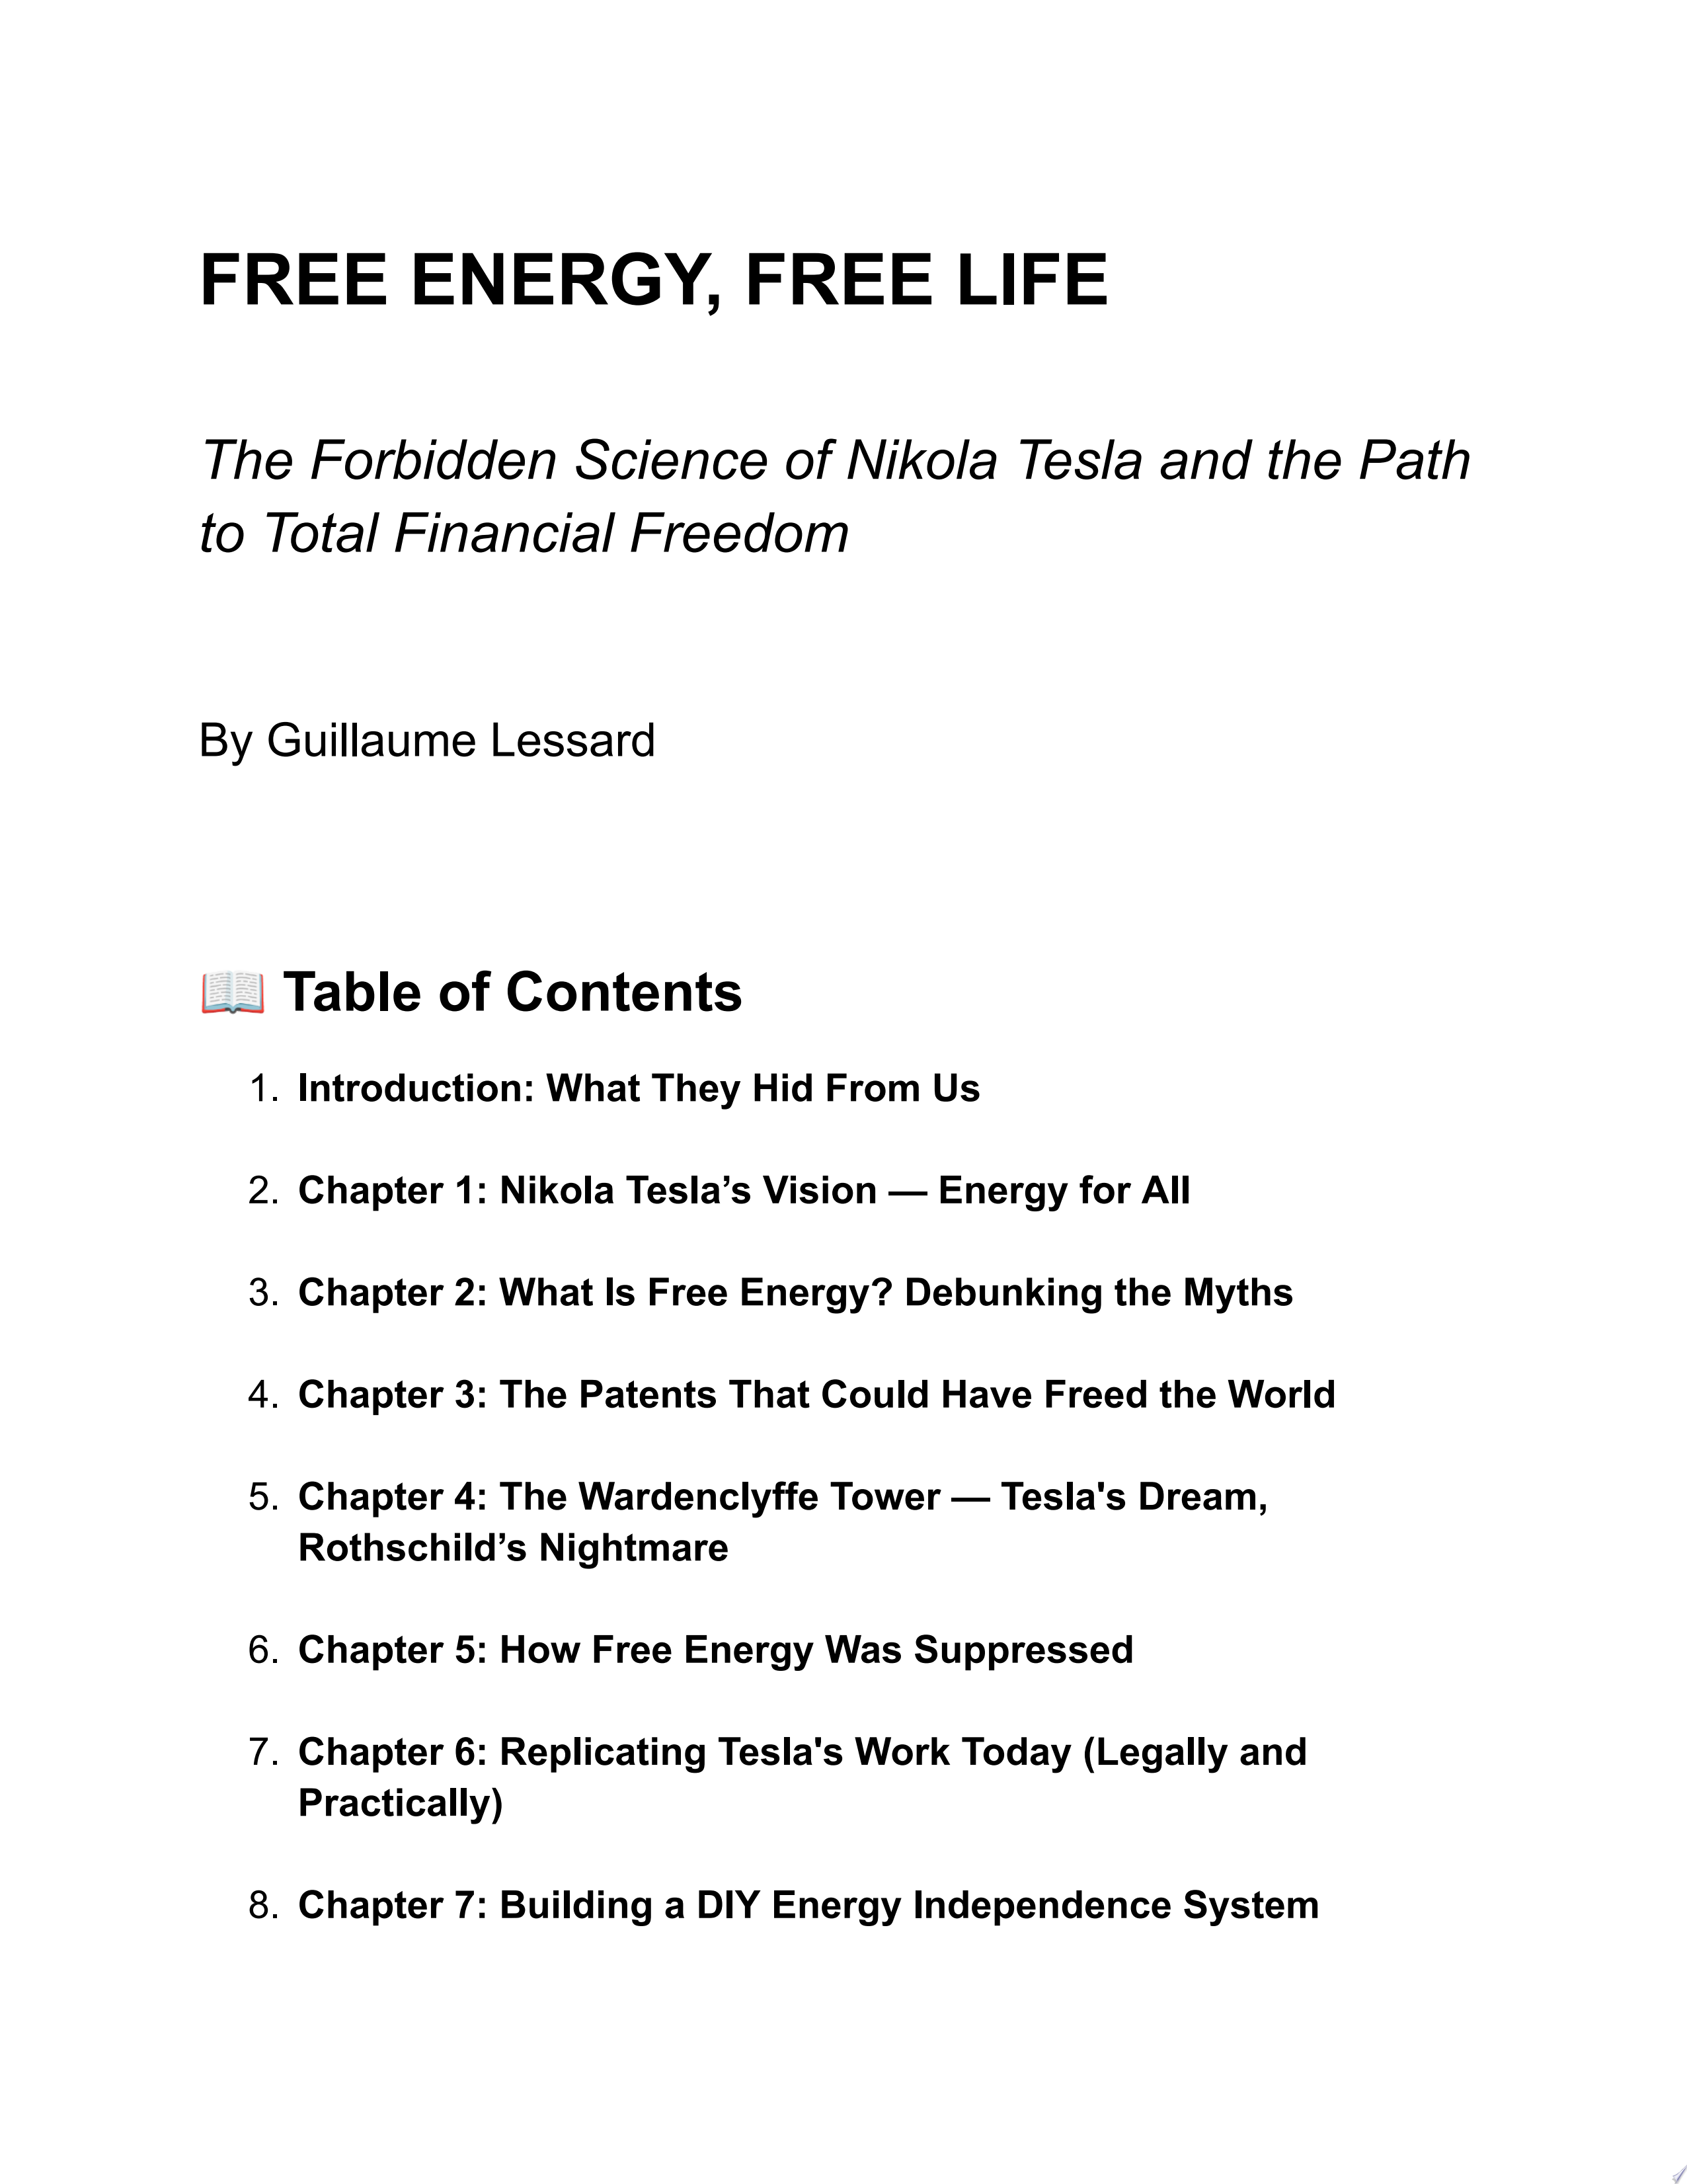 FREE ENERGY, FREE LIFE
The Forbidden Science of Nikola Tesla and the Path
to Total Financial Freedom
By Guillaume Lessard
📖 Table of Contents
1. Introduction: What They Hid From Us
2. Chapter 1: Nikola Tesla’s Vision — Energy for All
3. Chapter 2: What Is Free Energy? Debunking the Myths
4. Chapter 3: The Patents That Could Have Freed the World
5. Chapter 4: The Wardenclyffe Tower — Tesla's Dream,
Rothschild’s Nightmare
6. Chapter 5: How Free Energy Was Suppressed
7. Chapter 6: Replicating Tesla's Work Today (Legally and
Practically)
8. Chapter 7: Building a DIY Energy Independence System